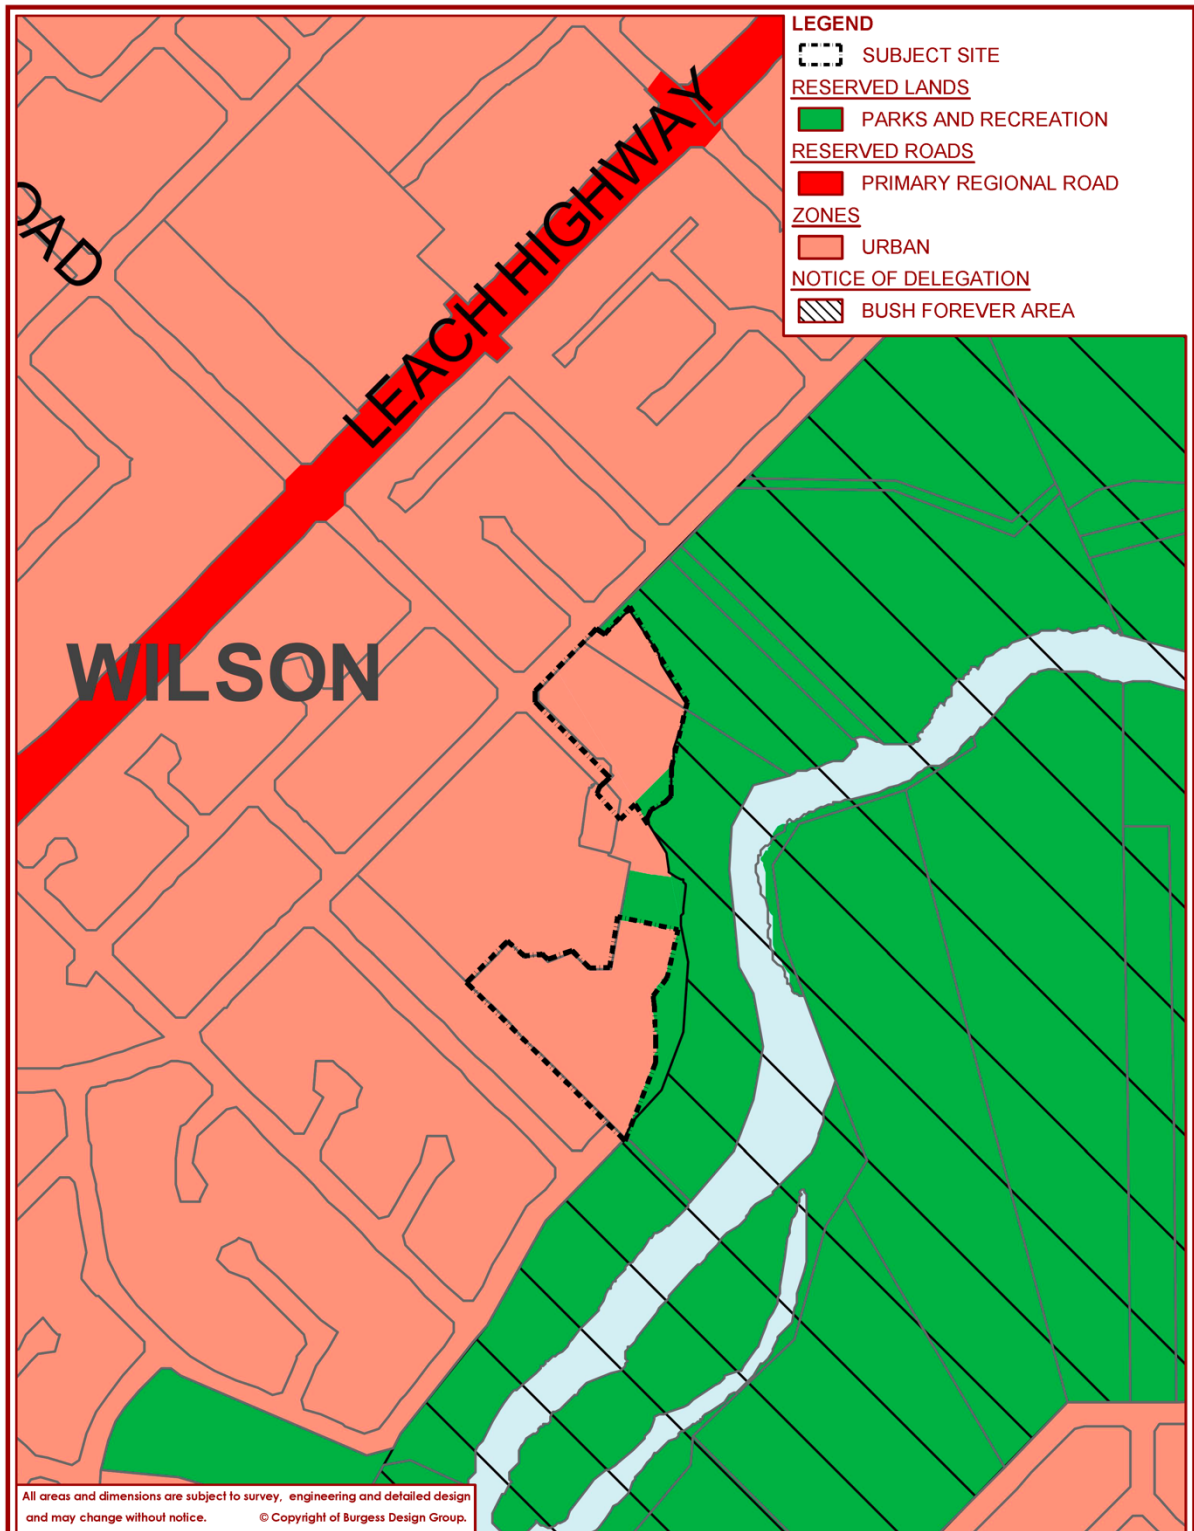 LEGEND
SUBJECT SITE
RESERVED LANDS
PARKS AND RECREATION
RESERVED ROADS
PRIMARY REGIONAL ROAD
ZONES
URBAN
NOTICE OF DELEGATION
BUSH FOREVER AREA
LEACH HIGHWAY
OAD
WILSON
All areas and dimensions are subject to survey, engineering and detailed design
and may change without notice. © Copyright of Burgess Design Group.